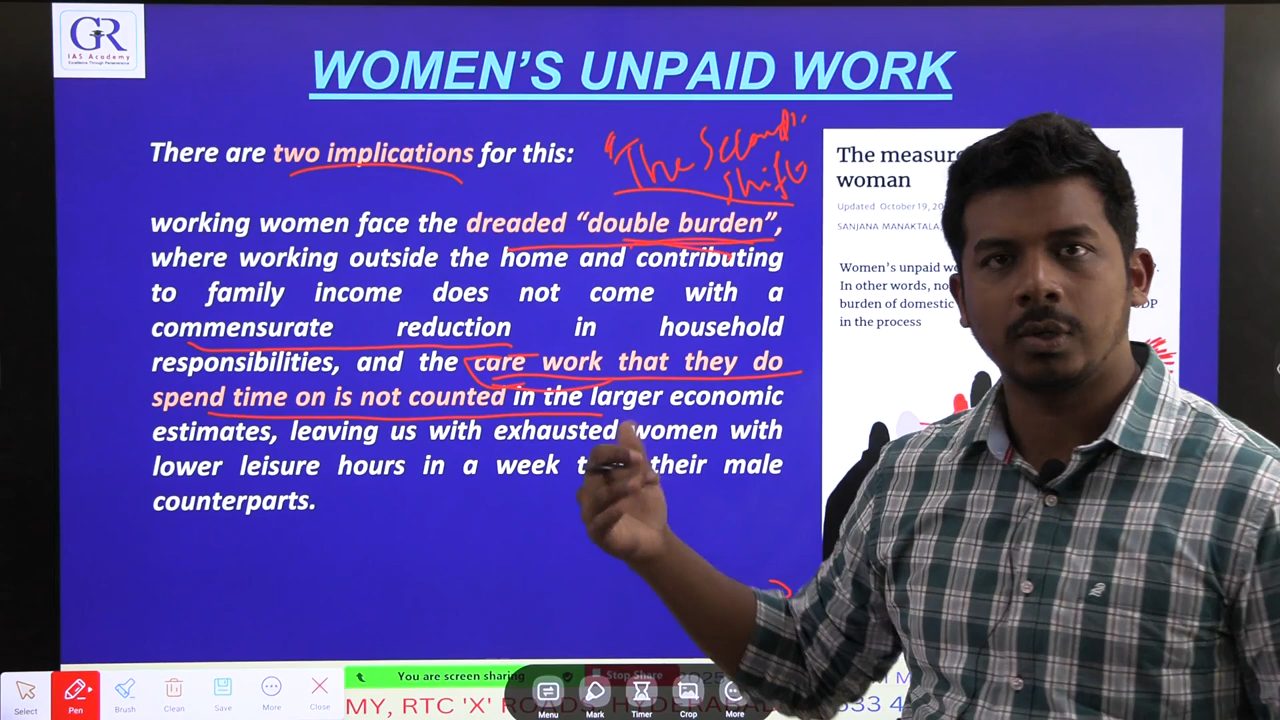 GR
IAS Academy
Excellence Through Perseverance
WOMEN'S UNPAID WORK
There are two implications for this:
"The Second Shift
working women face the dreaded "double burden",
where working outside the home and contributing
to family income does not come with a
commensurate reduction in household
responsibilities, and the care work that they do
spend time on is not counted in the larger economic
estimates, leaving us with exhausted women with
lower leisure hours in a week their male
counterparts.
The measure
woman
Updated October 19, 20
SANJANA MANAKTALA,
Women's unpaid
In other words,
burden of domestic DP
in the process
Select
Pen
Brush
Clean
Save
More
Close
You are screen sharing
Stop Share
Menu
Mark
Timer
Crop
More
MY, RTC 'X' ROADS, HYDERABAD